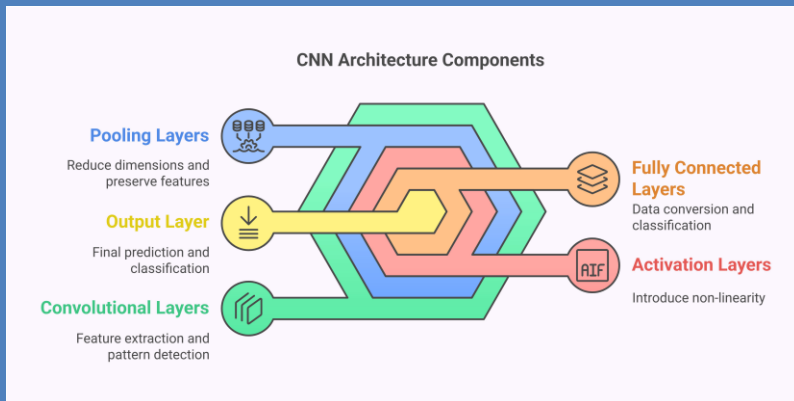 CNN Architecture Components
Pooling Layers
Reduce dimensions and
preserve features
Output Layer
Final prediction and
classification
Convolutional Layers
Feature extraction and
pattern detection
Fully Connected
Layers
Data conversion and
classification
AIF
Activation Layers
Introduce non-linearity